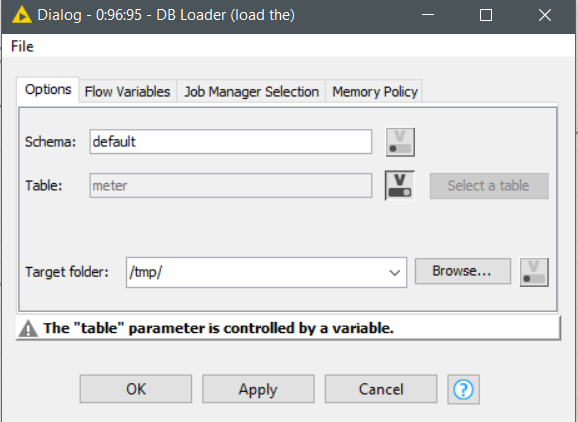 Dialog - 0:96:95 - DB Loader (load the)
File
Options Flow Variables Job Manager Selection Memory Policy
Schema: default V
Table: meter V Select a table
Target folder: /tmp/ Browse... V
The "table" parameter is controlled by a variable.
OK Apply Cancel ?